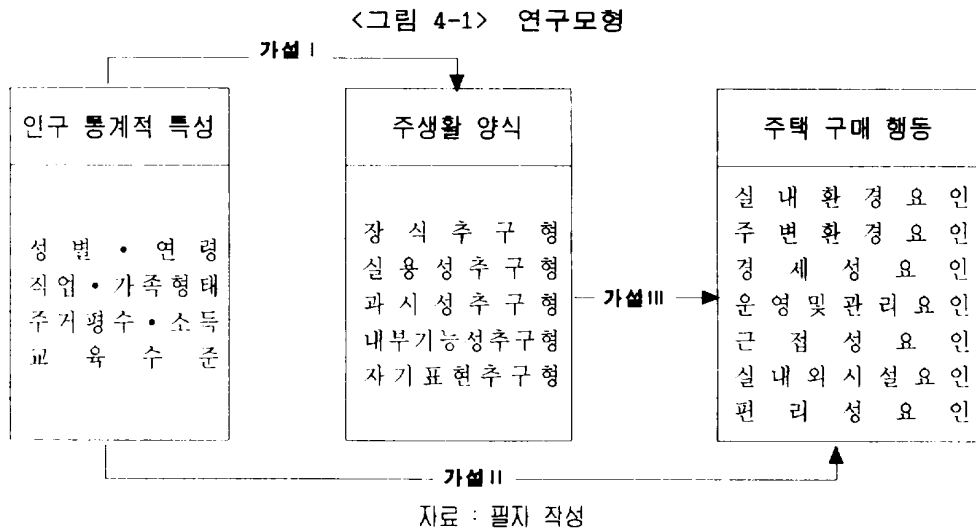 <그림 4-1> 연구모형
가설 I
인구 통계적 특성
성별 • 연령
직업 • 가족형태
주거평수 • 소득
교육수준
주생활 양식
장식추구형
실용성추구형
과시성추구형
내부기능성추구형
자기표현추구형
가설III
주택 구매 행동
실내환경요인
주변환경요인
경제성요인
운영및관리요인
근접성요인
실내외시설요인
편리성요인
가설II
자료 : 필자 작성